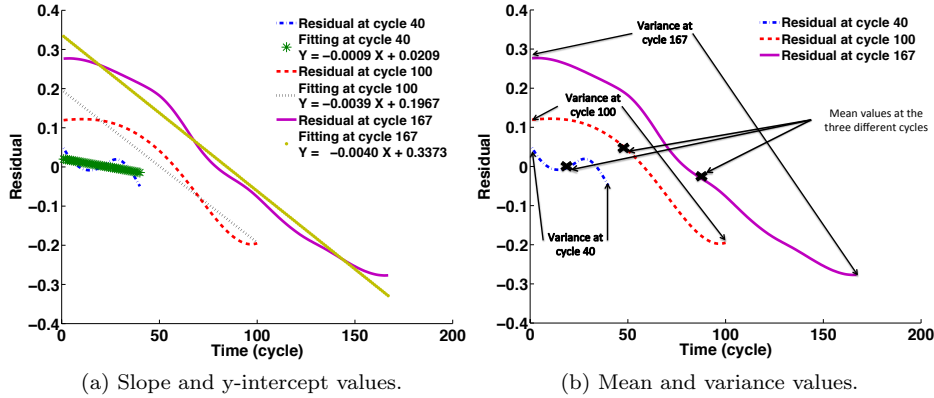 0.4
0.3
0.2
0.1
0
−0.1
−0.2
−0.3
−0.4
Residual
0
50
100
150
200
Time (cycle)
Residual at cycle 40
Fitting at cycle 40
Y = −0.0009 X + 0.0209
Residual at cycle 100
Fitting at cycle 100
Y = −0.0039 X + 0.1967
Residual at cycle 167
Fitting at cycle 167
Y = −0.0040 X + 0.3373
(a) Slope and y-intercept values.
0.4
0.3
0.2
0.1
0
−0.1
−0.2
−0.3
−0.4
Residual
0
50
100
150
200
Time (cycle)
Variance at
cycle 167
Residual at cycle 40
Residual at cycle 100
Residual at cycle 167
Variance at
cycle 100
Mean values at the
three different cycles
Variance at
cycle 40
(b) Mean and variance values.